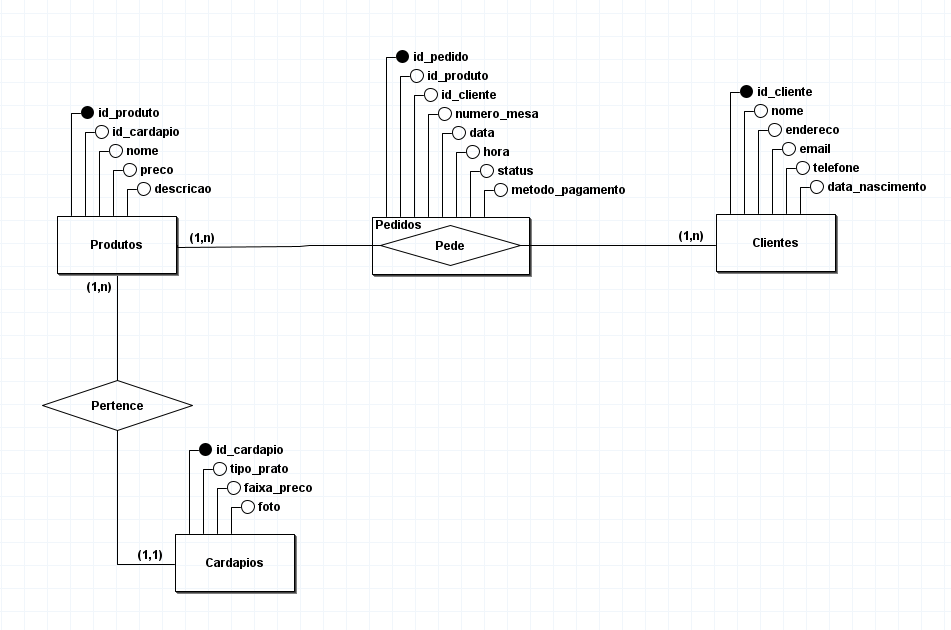 id_pedido
id_produto
id_cliente
numero_mesa
data
hora
status
metodo_pagamento
id_produto
id_cardapio
nome
preco
descricao
id_cliente
nome
endereco
email
telefone
data_nascimento
Produtos
(1,n)
Pedidos
Pede
(1,n)
Clientes
(1,n)
Pertence
id_cardapio
tipo_prato
faixa_preco
foto
(1,1)
Cardapios